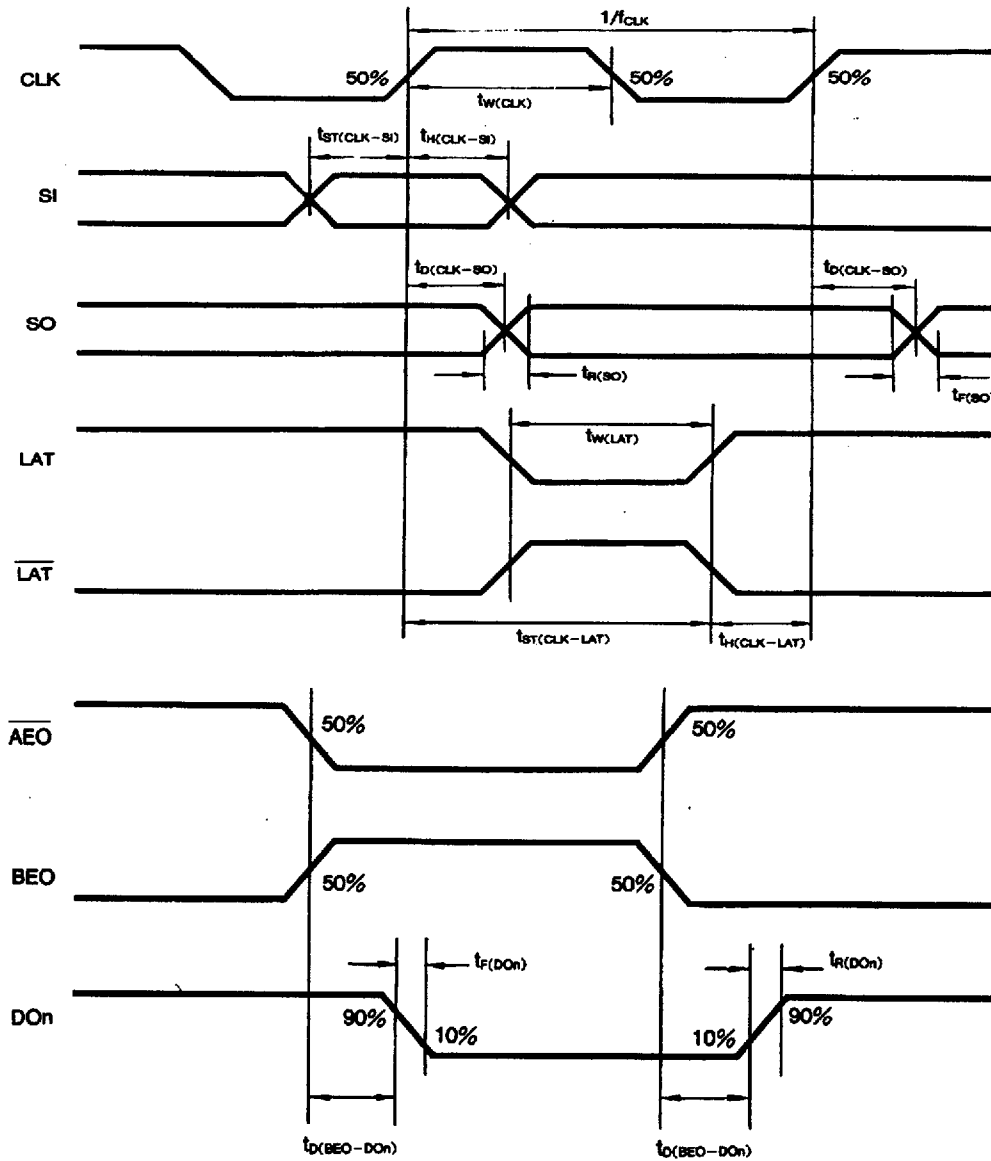 1/fCLK
CLK
50%
50%
50%
tW(CLK)
tST(CLK-SI)
tH(CLK-SI)
SI
tD(CLK-SO)
tD(CLK-SO)
SO
tR(SO)
tF(SO)
tW(LAT)
LAT
L̅A̅T̅
tST(CLK-LAT)
tH(CLK-LAT)
A̅E̅O̅
50%
50%
BEO
50%
50%
tF(DOn)
tR(DOn)
DOn
90%
10%
10%
90%
tD(BEO-DOn)
tD(BEO-DOn)